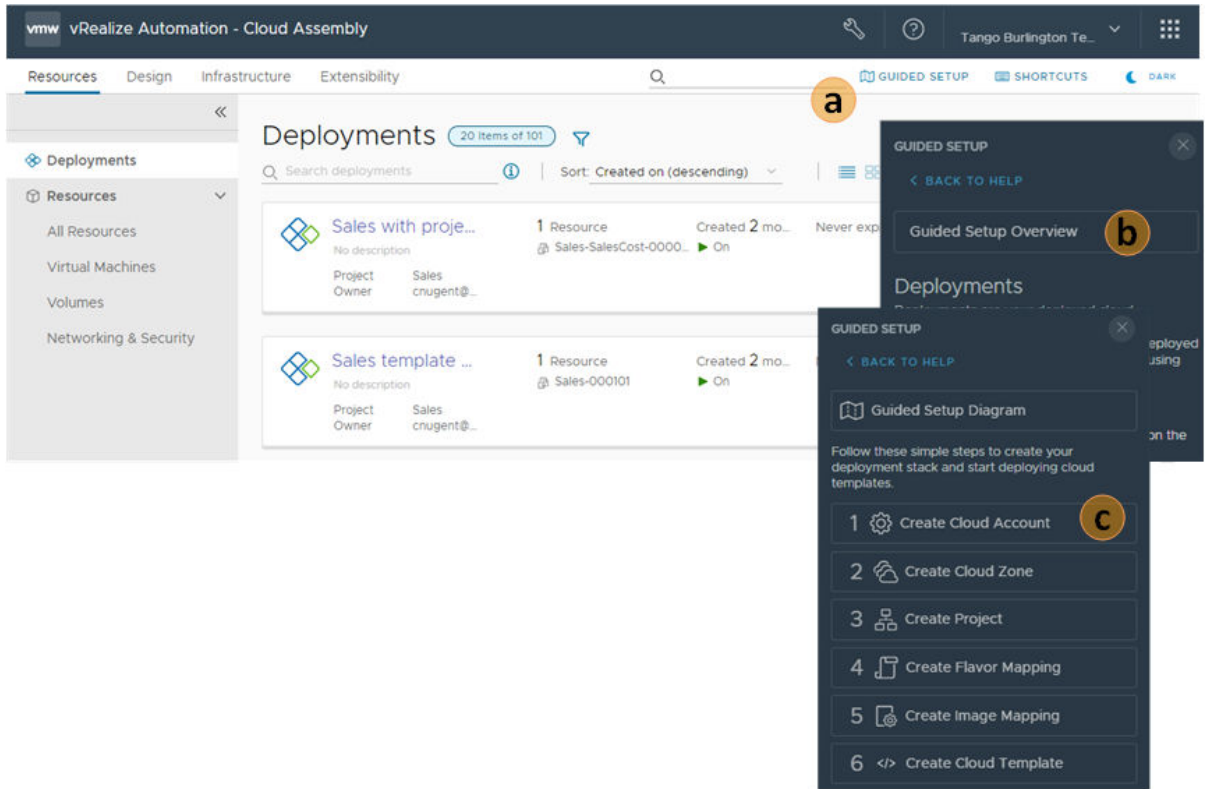 vmw vRealize Automation - Cloud Assembly
Tango Burlington Te...
Resources Design Infrastructure Extensibility
GUIDED SETUP SHORTCUTS DARK
a
Deployments 20 items of 101
Deployments
Search deployments
Sort: Created on (descending)
Resources
All Resources
Virtual Machines
Volumes
Networking & Security
Sales with proje...
No description
Project Sales
Owner cnugent@...
1 Resource
Sales-SalesCost-0000...
Created 2 mo...
On
Never exp
Sales template ...
No description
Project Sales
Owner cnugent@...
1 Resource
Sales-000101
Created 2 mo...
On
GUIDED SETUP
< BACK TO HELP
Guided Setup Overview
b
Deployments
eployed
using
on the
GUIDED SETUP
< BACK TO HELP
Guided Setup Diagram
Follow these simple steps to create your
deployment stack and start deploying cloud
templates.
1 Create Cloud Account
c
2 Create Cloud Zone
3 Create Project
4 Create Flavor Mapping
5 Create Image Mapping
6 </> Create Cloud Template